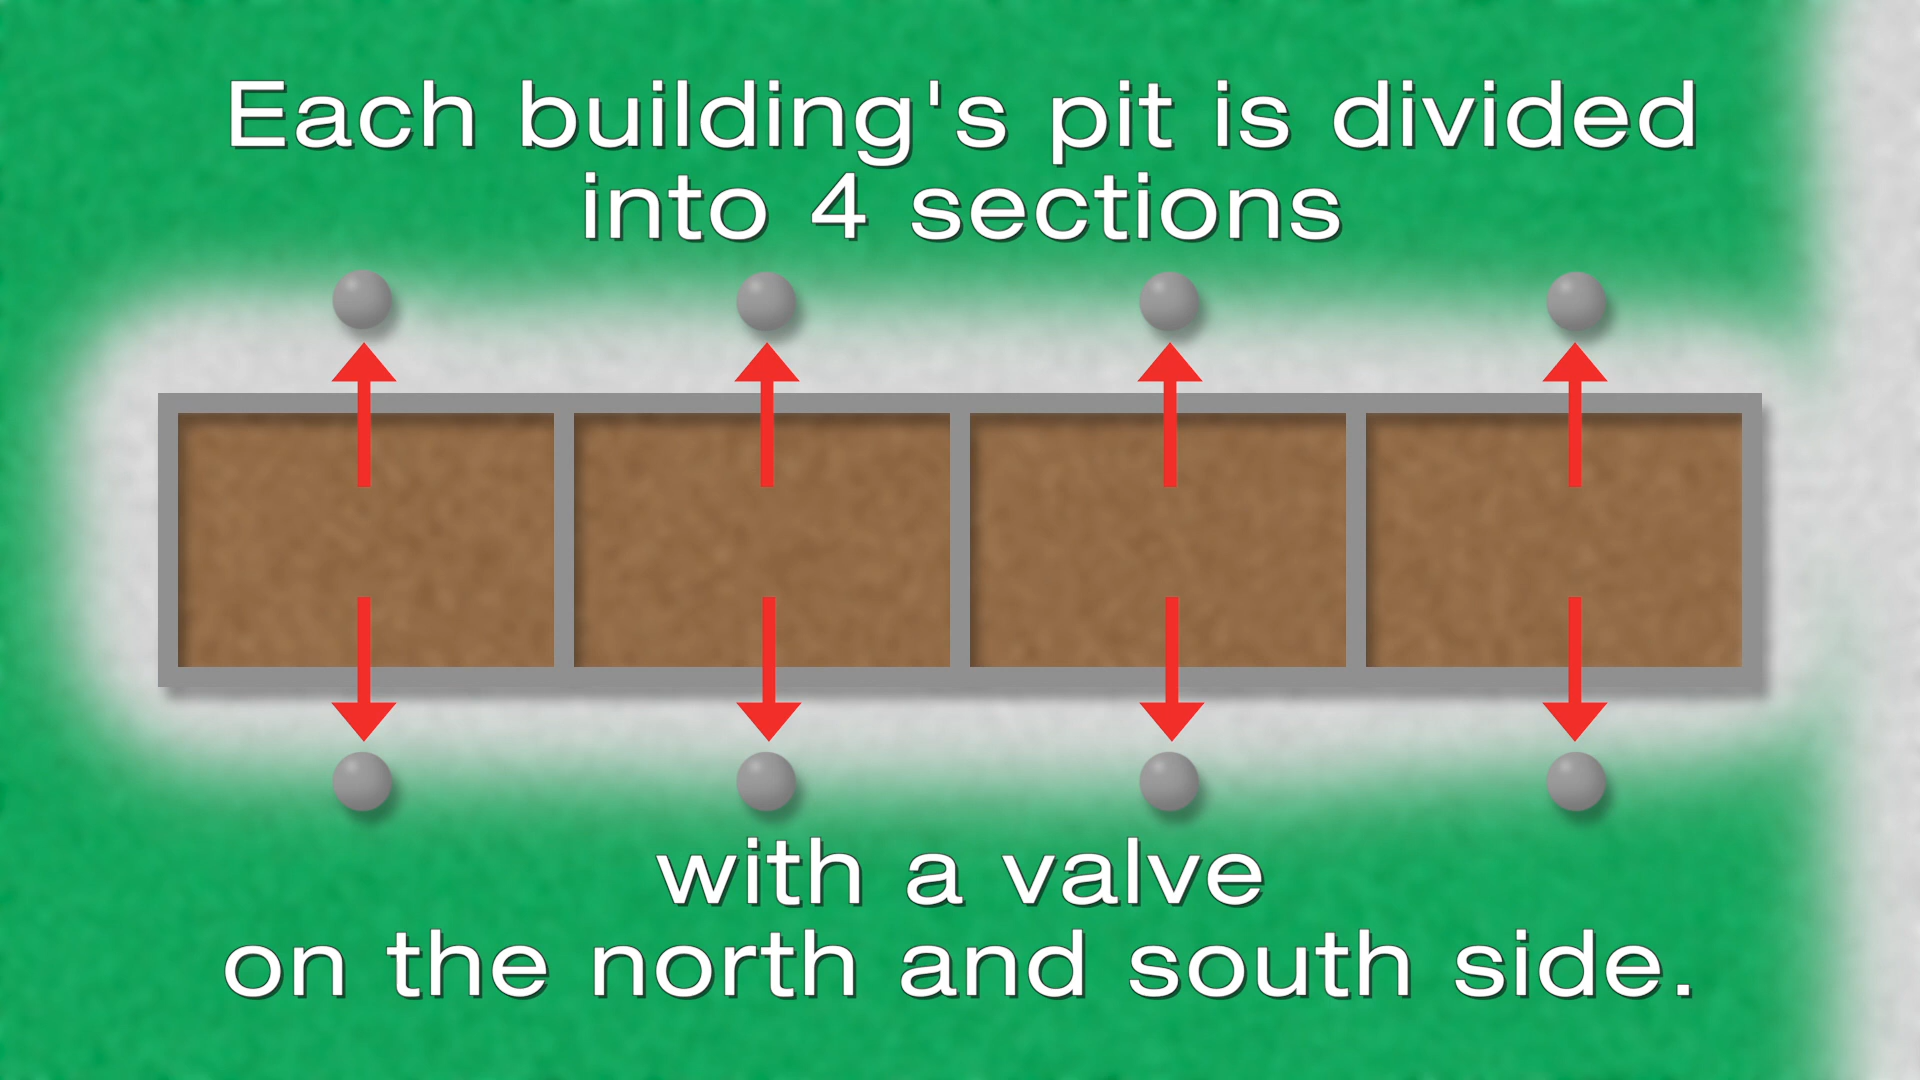 Each building's pit is divided
into 4 sections
with a valve
on the north and south side.